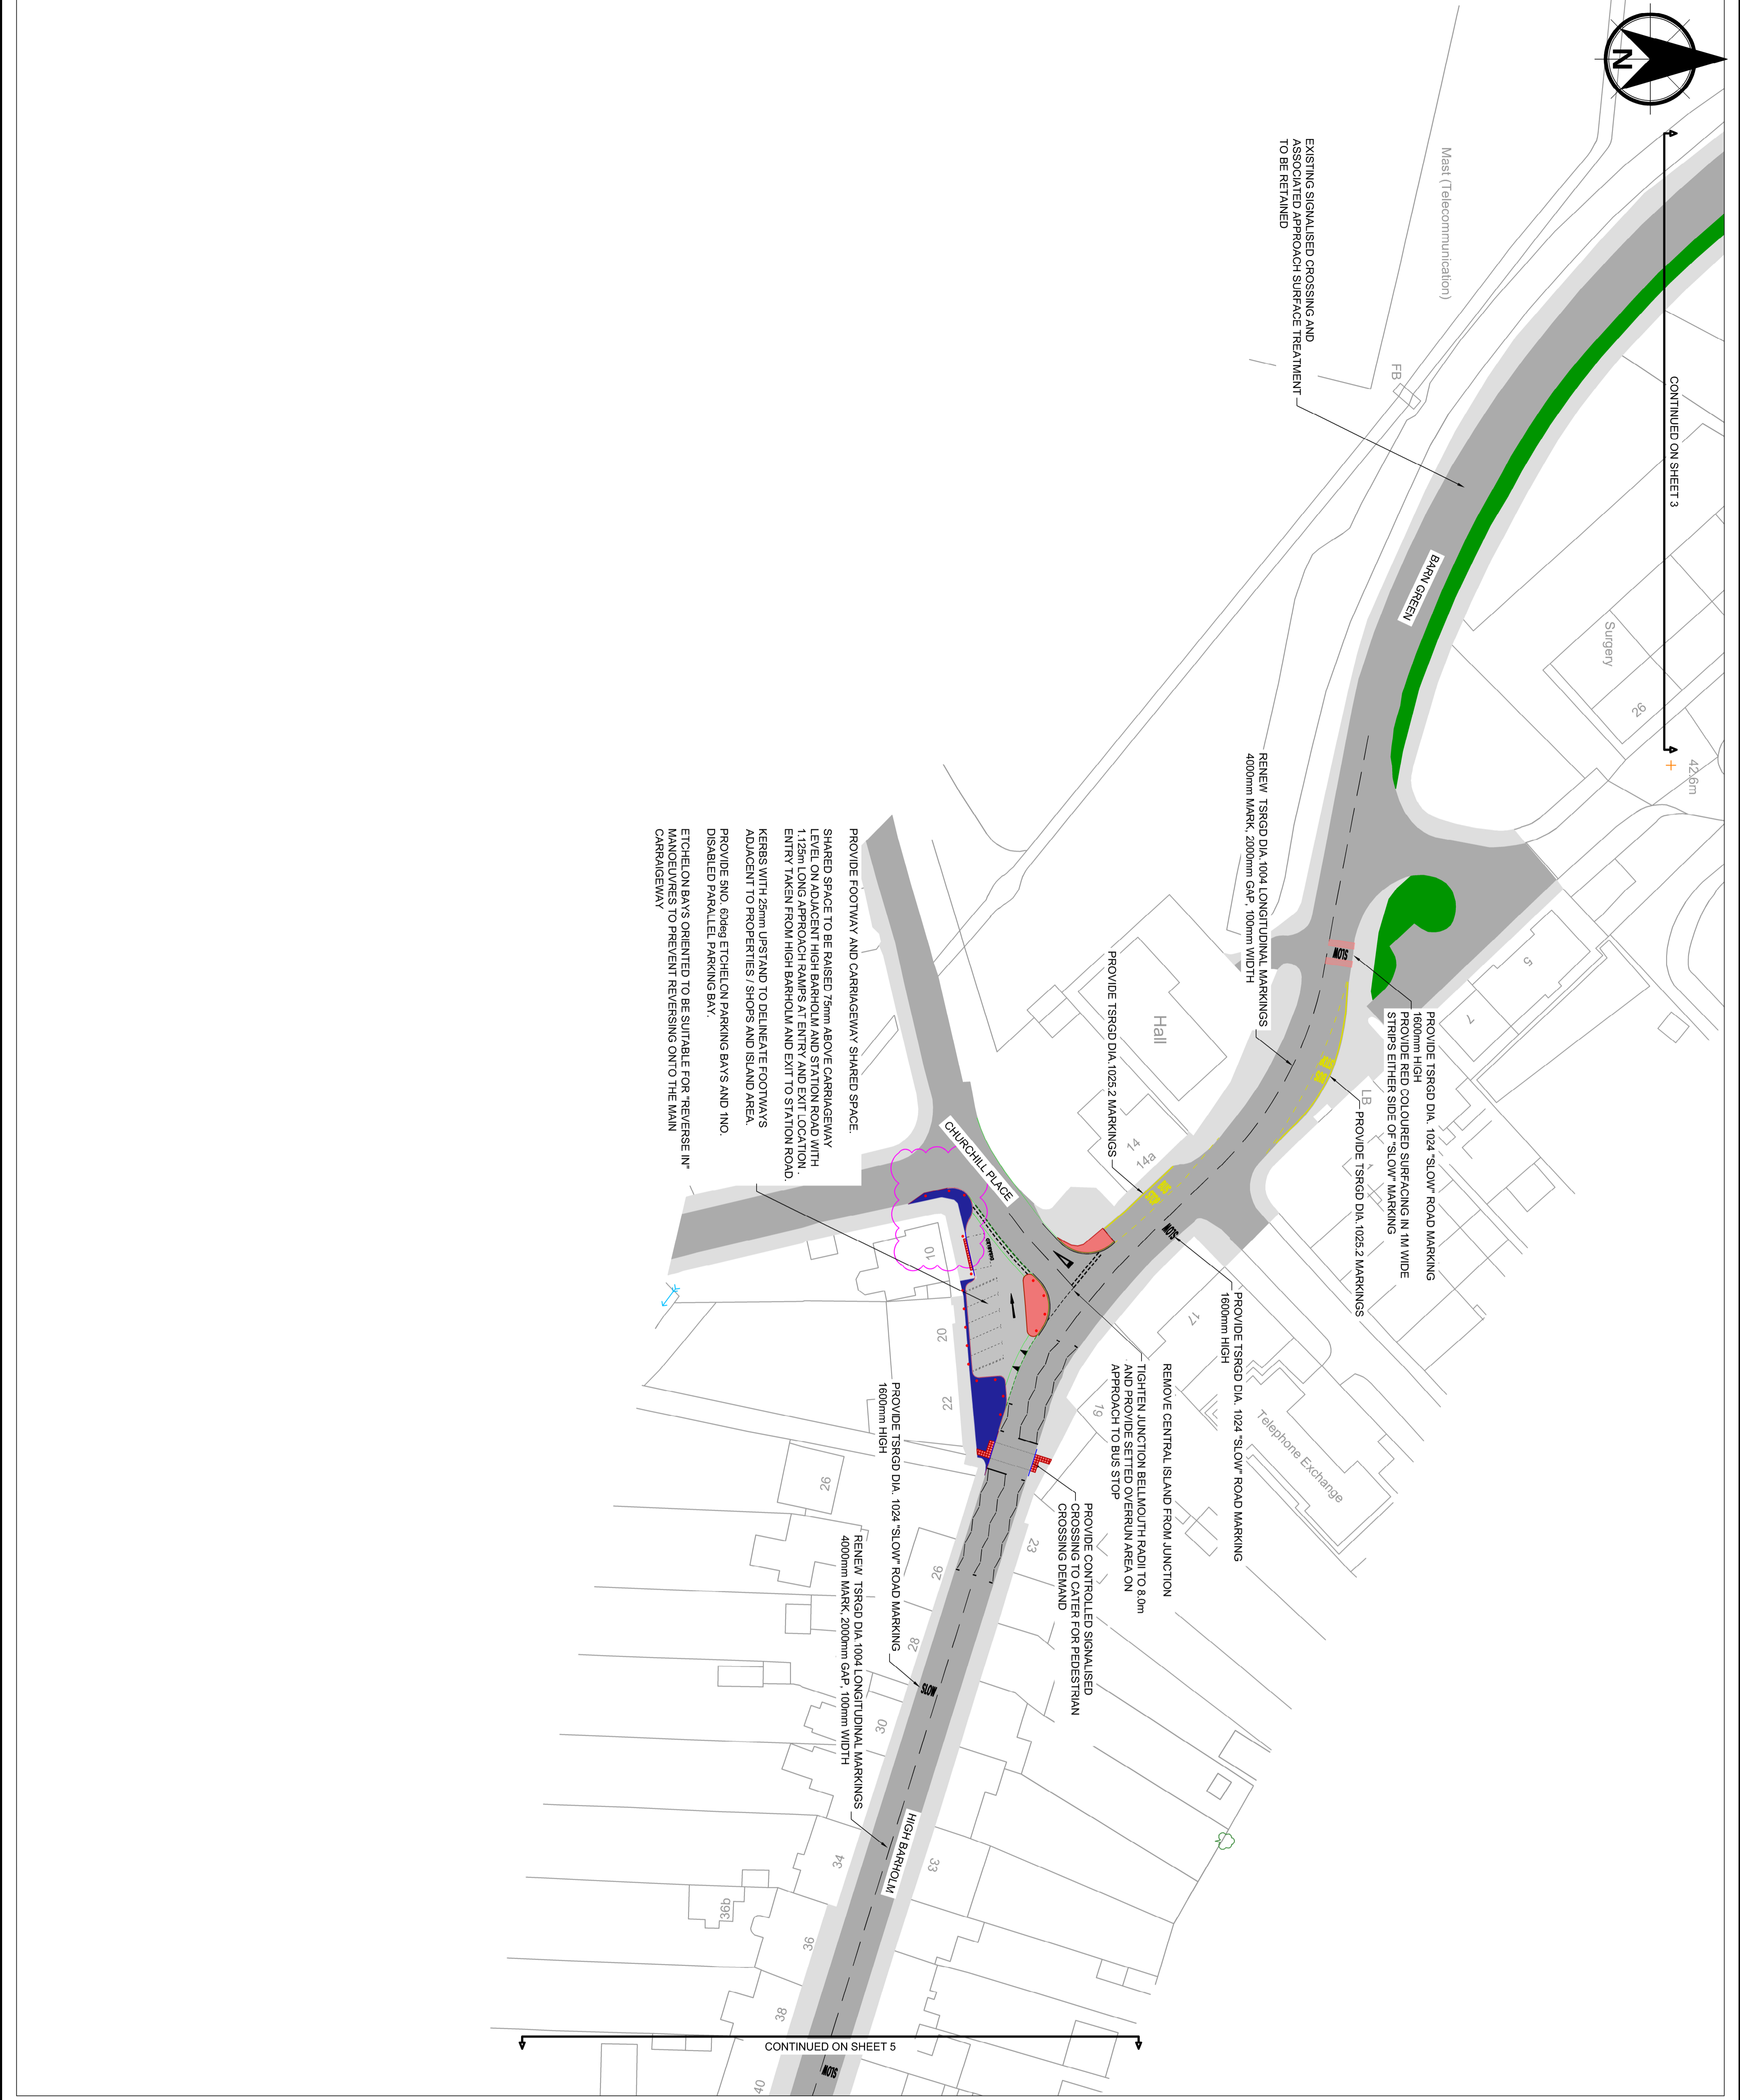 N
CONTINUED ON SHEET 3
Mast (Telecommunication)
EXISTING SIGNALISED CROSSING AND
ASSOCIATED APPROACH SURFACE TREATMENT
TO BE RETAINED
FB
BARN GREEN
Surgery
26
42.6m
RENEW TSRGD DIA.1004 LONGITUDINAL MARKINGS
4000mm MARK, 2000mm GAP, 100mm WIDTH
SLOW
5
7
PROVIDE TSRGD DIA. 1024 "SLOW" ROAD MARKING
1600mm HIGH
PROVIDE RED COLOURED SURFACING IN 1M WIDE
STRIPS EITHER SIDE OF "SLOW" MARKING
LB
BUS STOP
PROVIDE TSRGD DIA.1025.2 MARKINGS
Hall
PROVIDE TSRGD DIA.1025.2 MARKINGS
14
14a
BUS STOP
SLOW
PROVIDE TSRGD DIA. 1024 "SLOW" ROAD MARKING
1600mm HIGH
17
Telephone Exchange
CHURCHILL PLACE
PROVIDE FOOTWAY AND CARRIAGEWAY SHARED SPACE.
SHARED SPACE TO BE RAISED 75mm ABOVE CARRIAGEWAY
LEVEL ON ADJACENT HIGH BARHOLM AND STATION ROAD WITH
1.125m LONG APPROACH RAMPS AT ENTRY AND EXIT LOCATION .
ENTRY TAKEN FROM HIGH BARHOLM AND EXIT TO STATION ROAD.
KERBS WITH 25mm UPSTAND TO DELINEATE FOOTWAYS
ADJACENT TO PROPERTIES / SHOPS AND ISLAND AREA.
PROVIDE 5NO. 60deg ETCHELON PARKING BAYS AND 1NO.
DISABLED PARALLEL PARKING BAY.
ETCHELON BAYS ORIENTED TO BE SUITABLE FOR "REVERSE IN"
MANOEUVRES TO PREVENT REVERSING ONTO THE MAIN
CARRAIGEWAY
DISABLED
10
20
22
REMOVE CENTRAL ISLAND FROM JUNCTION
TIGHTEN JUNCTION BELLMOUTH RADII TO 8.0m
AND PROVIDE SETTED OVERRUN AREA ON
APPROACH TO BUS STOP
19
PROVIDE CONTROLLED SIGNALISED
CROSSING TO CATER FOR PEDESTRIAN
CROSSING DEMAND
PROVIDE TSRGD DIA. 1024 "SLOW" ROAD MARKING
1600mm HIGH
26
23
26
28
SLOW
30
RENEW TSRGD DIA.1004 LONGITUDINAL MARKINGS
4000mm MARK, 2000mm GAP, 100mm WIDTH
HIGH BARHOLM
34
33
36b
36
38
CONTINUED ON SHEET 5
SLOW
40